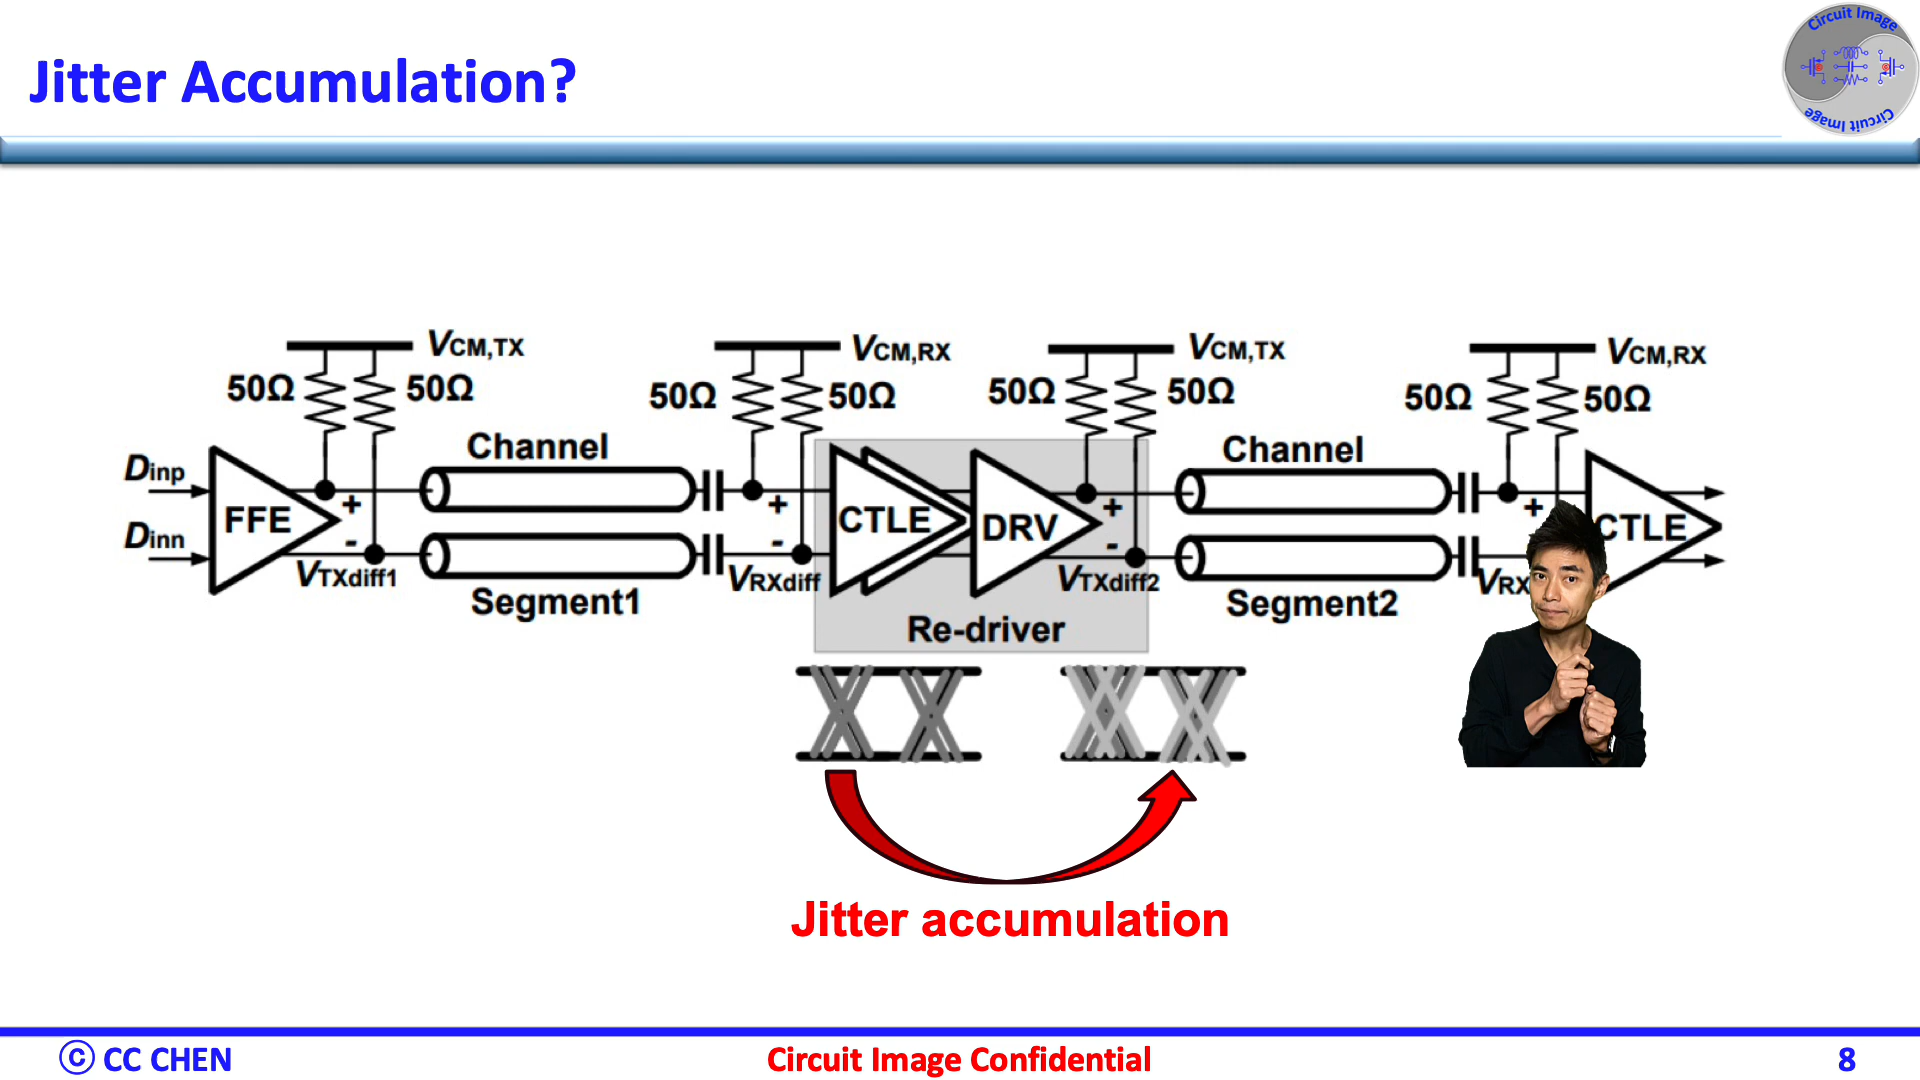 Jitter Accumulation?
Circuit Image
Circuit Image
VCM,TX
50Ω
50Ω
VCM,RX
50Ω
50Ω
VCM,TX
50Ω
50Ω
VCM,RX
50Ω
50Ω
Dinp
Dinn
FFE
+
-
VTXdiff1
Channel
Segment1
+
-
VRXdiff
CTLE
DRV
Re-driver
+
-
VTXdiff2
Channel
Segment2
+
VRX
CTLE
Jitter accumulation
© CC CHEN
Circuit Image Confidential
8